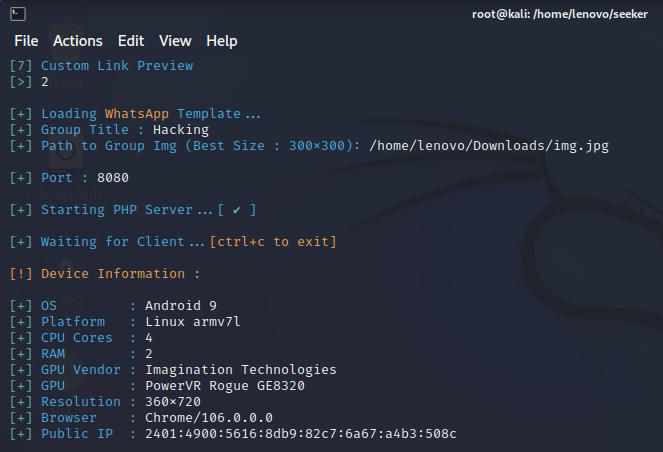 root@kali: /home/lenovo/seeker
File Actions Edit View Help
[7] Custom Link Preview
[>] 2
[+] Loading WhatsApp Template...
[+] Group Title : Hacking
[+] Path to Group Img (Best Size : 300×300): /home/lenovo/Downloads/img.jpg
[+] Port : 8080
[+] Starting PHP Server...[ ✔ ]
[+] Waiting for Client...[ctrl+c to exit]
[!] Device Information :
[+] OS : Android 9
[+] Platform : Linux armv7l
[+] CPU Cores : 4
[+] RAM : 2
[+] GPU Vendor : Imagination Technologies
[+] GPU : PowerVR Rogue GE8320
[+] Resolution : 360×720
[+] Browser : Chrome/106.0.0.0
[+] Public IP : 2401:4900:5616:8db9:82c7:6a67:a4b3:508c